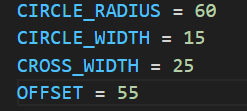 CIRCLE_RADIUS = 60
CIRCLE_WIDTH = 15
CROSS_WIDTH = 25
OFFSET = 55